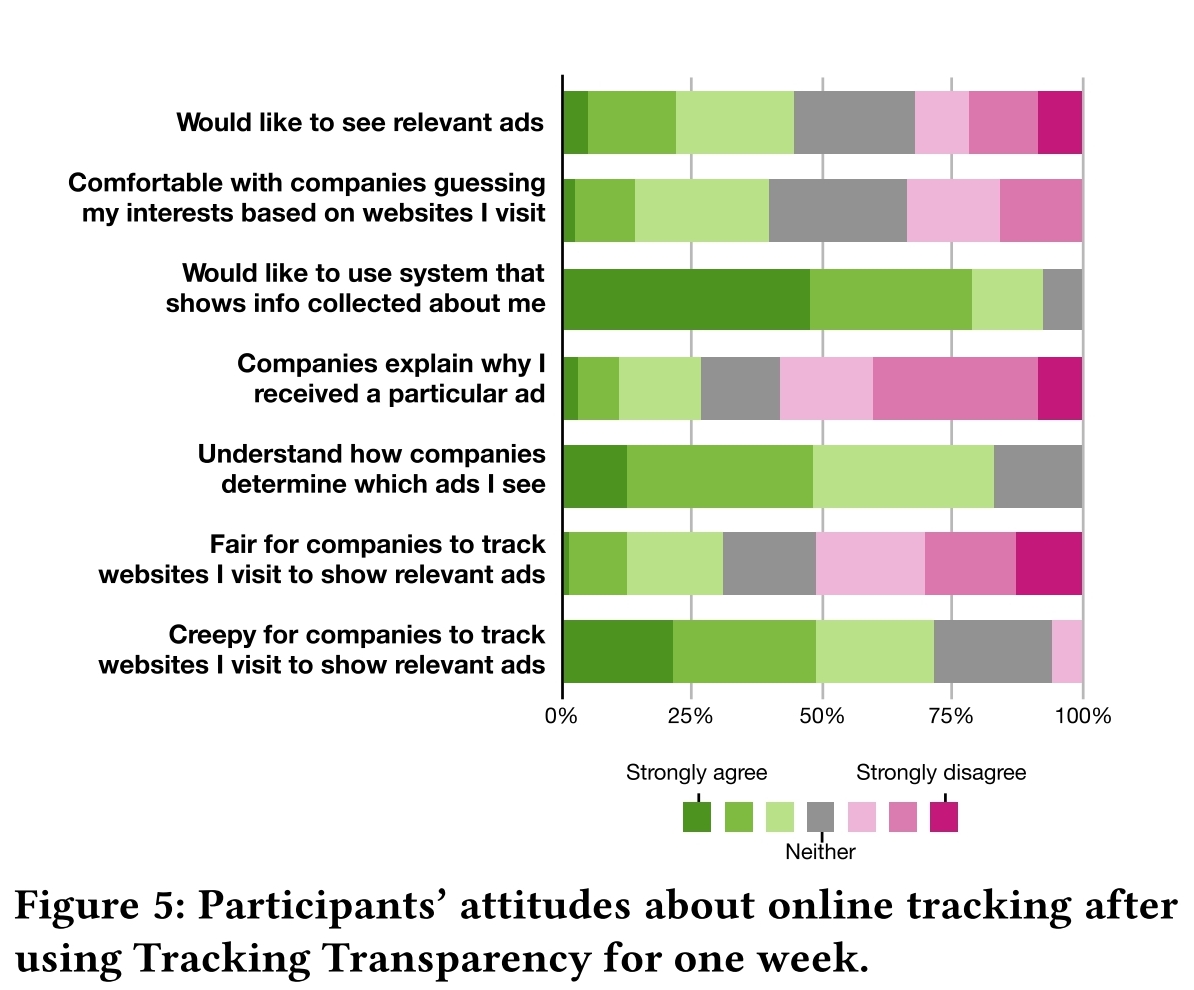 Would like to see relevant ads
Comfortable with companies guessing
my interests based on websites I visit
Would like to use system that
shows info collected about me
Companies explain why I
received a particular ad
Understand how companies
determine which ads I see
Fair for companies to track
websites I visit to show relevant ads
Creepy for companies to track
websites I visit to show relevant ads
0% 25% 50% 75% 100%
Strongly agree Strongly disagree
Neither
Figure 5: Participants’ attitudes about online tracking after
using Tracking Transparency for one week.